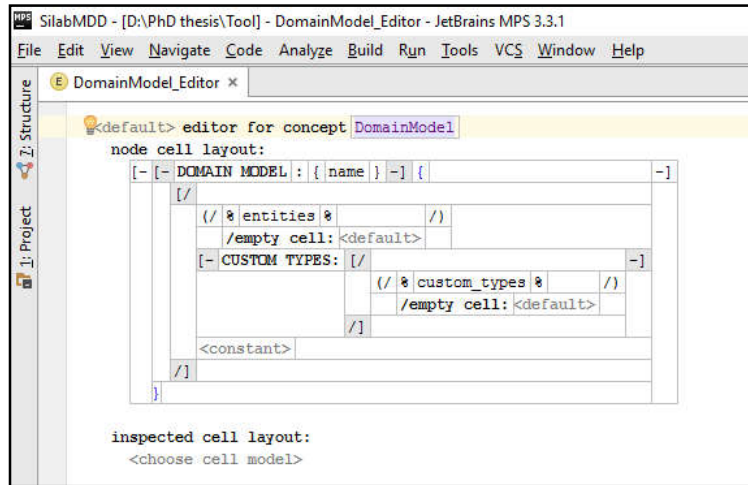 MPS SilabMDD - [D:\PhD thesis\Tool] - DomainModel_Editor - JetBrains MPS 3.3.1
File Edit View Navigate Code Analyze Build Run Tools VCS Window Help
E DomainModel_Editor ×
Z: Structure
1: Project
<default> editor for concept DomainModel
node cell layout:
[- [- DOMAIN MODEL : { name } -] { -]
[/
(/ % entities % /)
/empty cell: <default>
[- CUSTOM TYPES: [/ -]
(/ % custom_types % /)
/empty cell: <default>
/]
<constant>
/]
}
inspected cell layout:
<choose cell model>